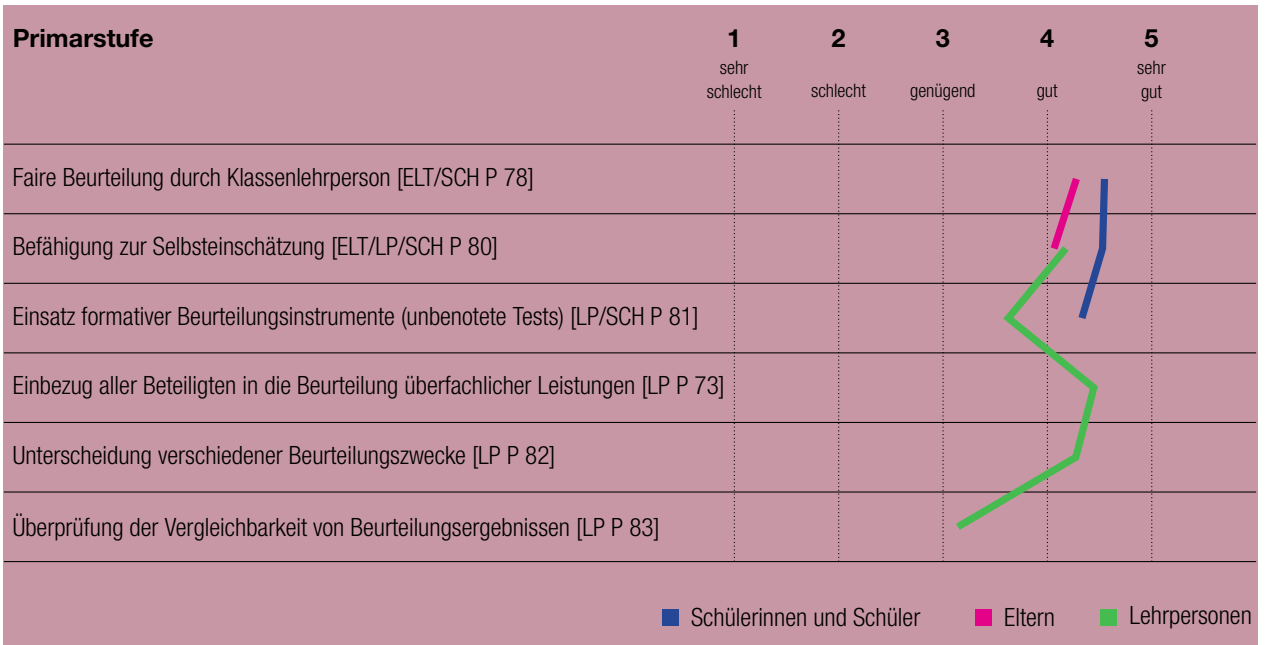 Primarstufe 1 2 3 4 5
sehr schlecht schlecht genügend gut sehr gut
Faire Beurteilung durch Klassenlehrperson [ELT/SCH P 78]
Befähigung zur Selbsteinschätzung [ELT/LP/SCH P 80]
Einsatz formativer Beurteilungsinstrumente (unbenotete Tests) [LP/SCH P 81]
Einbezug aller Beteiligten in die Beurteilung überfachlicher Leistungen [LP P 73]
Unterscheidung verschiedener Beurteilungszwecke [LP P 82]
Überprüfung der Vergleichbarkeit von Beurteilungsergebnissen [LP P 83]
Schülerinnen und Schüler Eltern Lehrpersonen